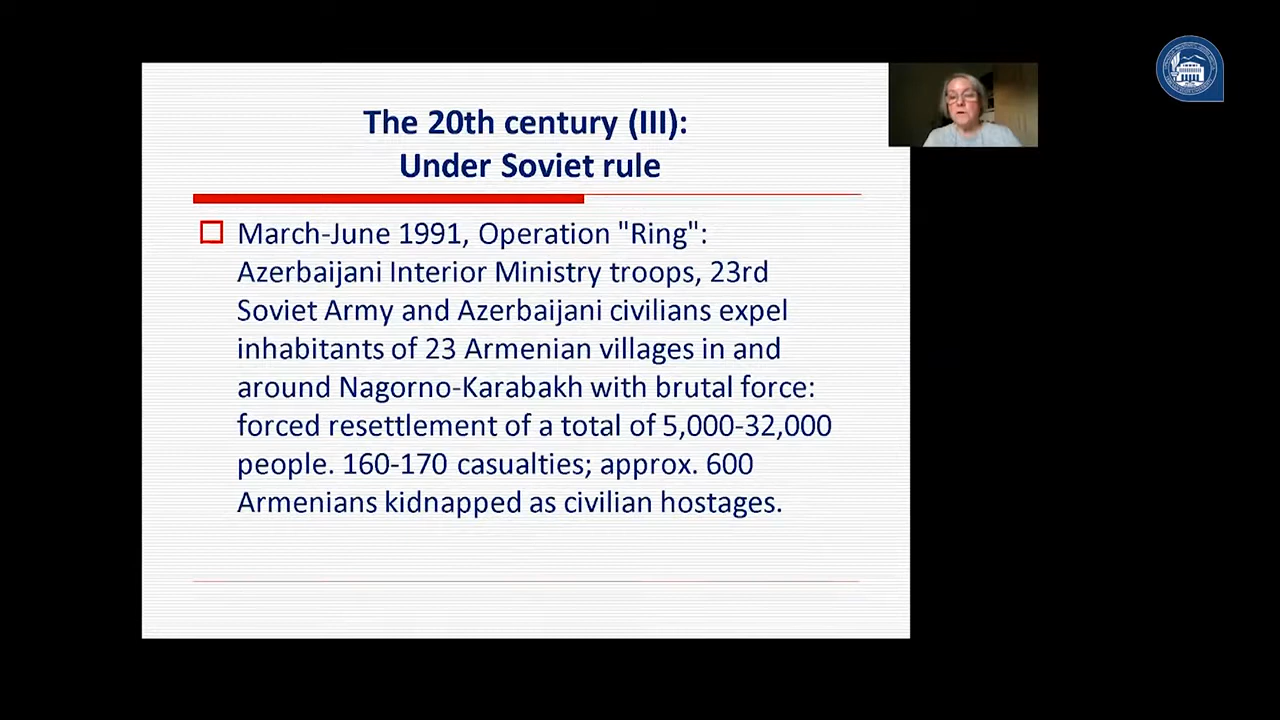 The 20th century (III):
Under Soviet rule
March-June 1991, Operation "Ring":
Azerbaijani Interior Ministry troops, 23rd
Soviet Army and Azerbaijani civilians expel
inhabitants of 23 Armenian villages in and
around Nagorno-Karabakh with brutal force:
forced resettlement of a total of 5,000-32,000
people. 160-170 casualties; approx. 600
Armenians kidnapped as civilian hostages.